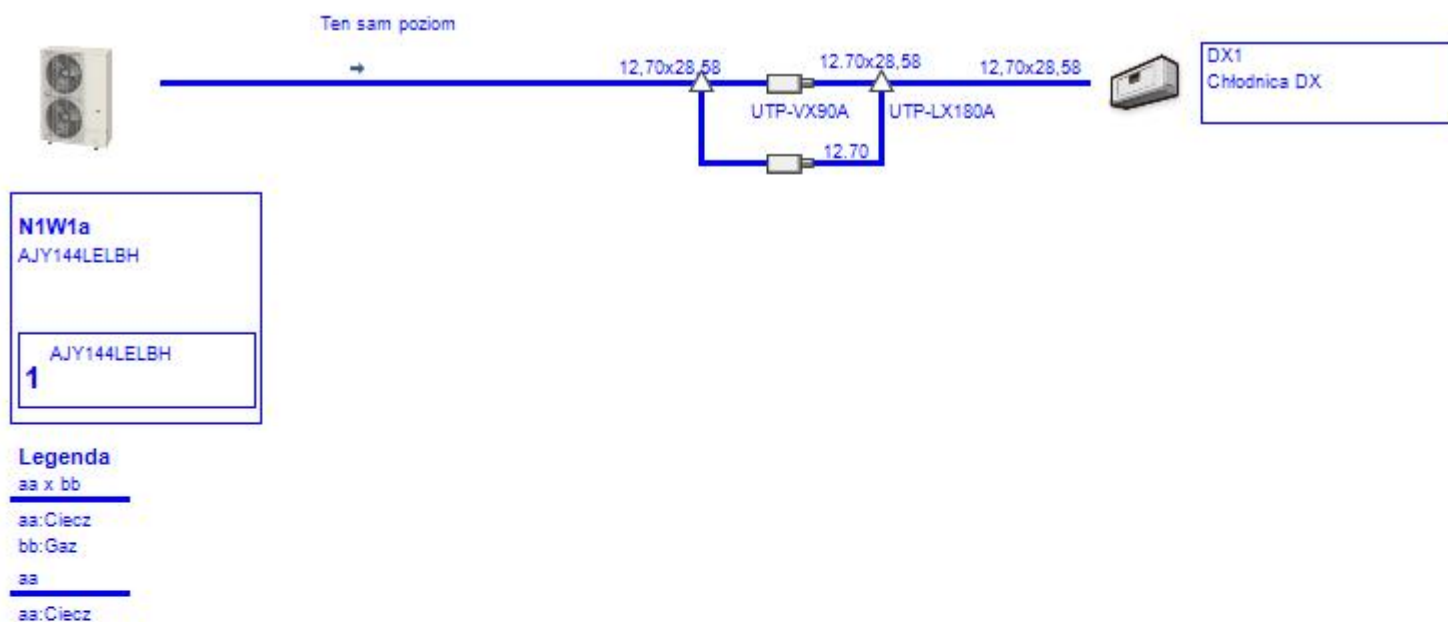 Ten sam poziom
12,70x28,58
12.70x28,58
12,70x28,58
UTP-VX90A
UTP-LX180A
12.70
DX1
Chłodnica DX
N1W1a
AJY144LELBH
AJY144LELBH
1
Legenda
aa x bb
aa:Ciecz
bb:Gaz
aa
aa:Ciecz